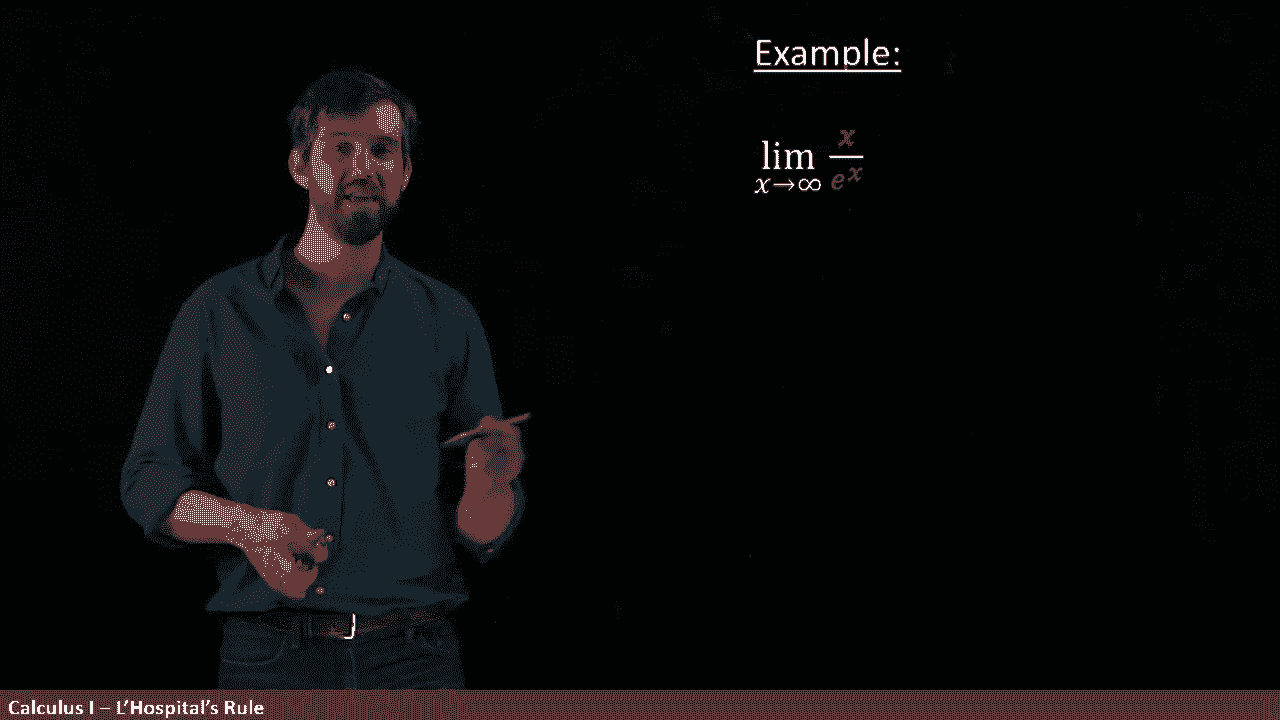 Example:
lim x→∞ x/e^x
Calculus I – L'Hospital's Rule